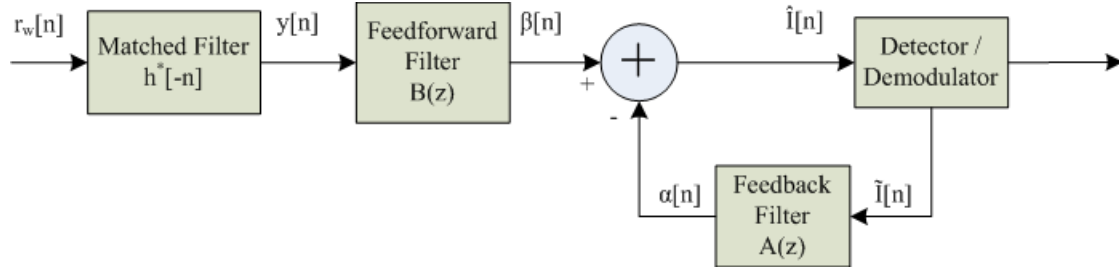 r_w[n]
Matched Filter
h*[-n]
y[n]
Feedforward
Filter
B(z)
β[n]
+
+
-
Î[n]
Detector /
Demodulator
α[n]
Feedback
Filter
A(z)
Ĩ[n]